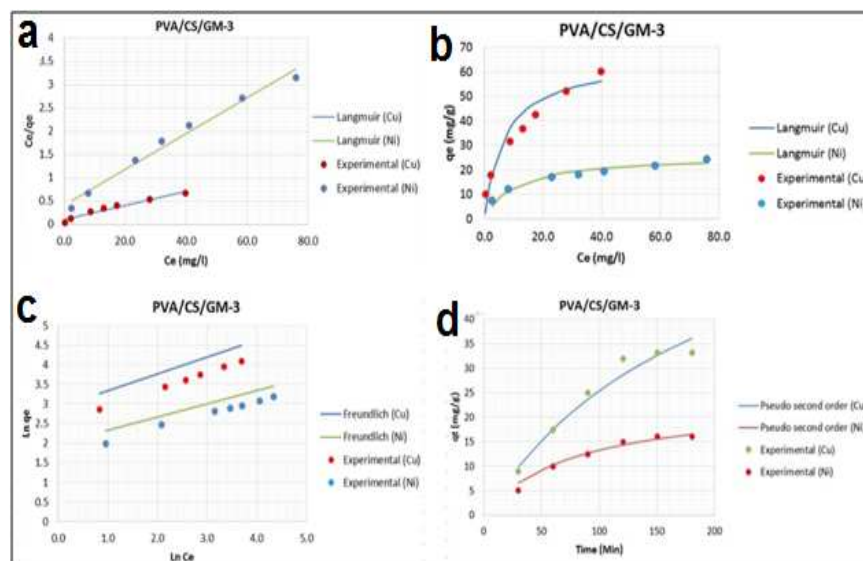 a
PVA/CS/GM-3
4
3.5
3
2.5
2
1.5
1
0.5
0
Ce/qe
0.0 20.0 40.0 60.0 80.0
Ce (mg/l)
Langmuir (Cu)
Langmuir (Ni)
Experimental (Cu)
Experimental (Ni)
b
PVA/CS/GM-3
70
60
50
40
30
20
10
0
qe (mg/g)
0.0 20.0 40.0 60.0 80.0
Ce (mg/l)
Langmuir (Cu)
Langmuir (Ni)
Experimental (Cu)
Experimental (Ni)
c
PVA/CS/GM-3
5
4.5
4
3.5
3
2.5
2
1.5
1
0.5
0
Ln qe
0.0 1.0 2.0 3.0 4.0 5.0
Ln Ce
Freundlich (Cu)
Freundlich (Ni)
Experimental (Cu)
Experimental (Ni)
d
PVA/CS/GM-3
40
35
30
25
20
15
10
5
0
qt (mg/g)
0 50 100 150 200
Time (Min)
Pseudo second order (Cu
Pseudo second order (Ni
Experimental (Cu)
Experimental (Ni)